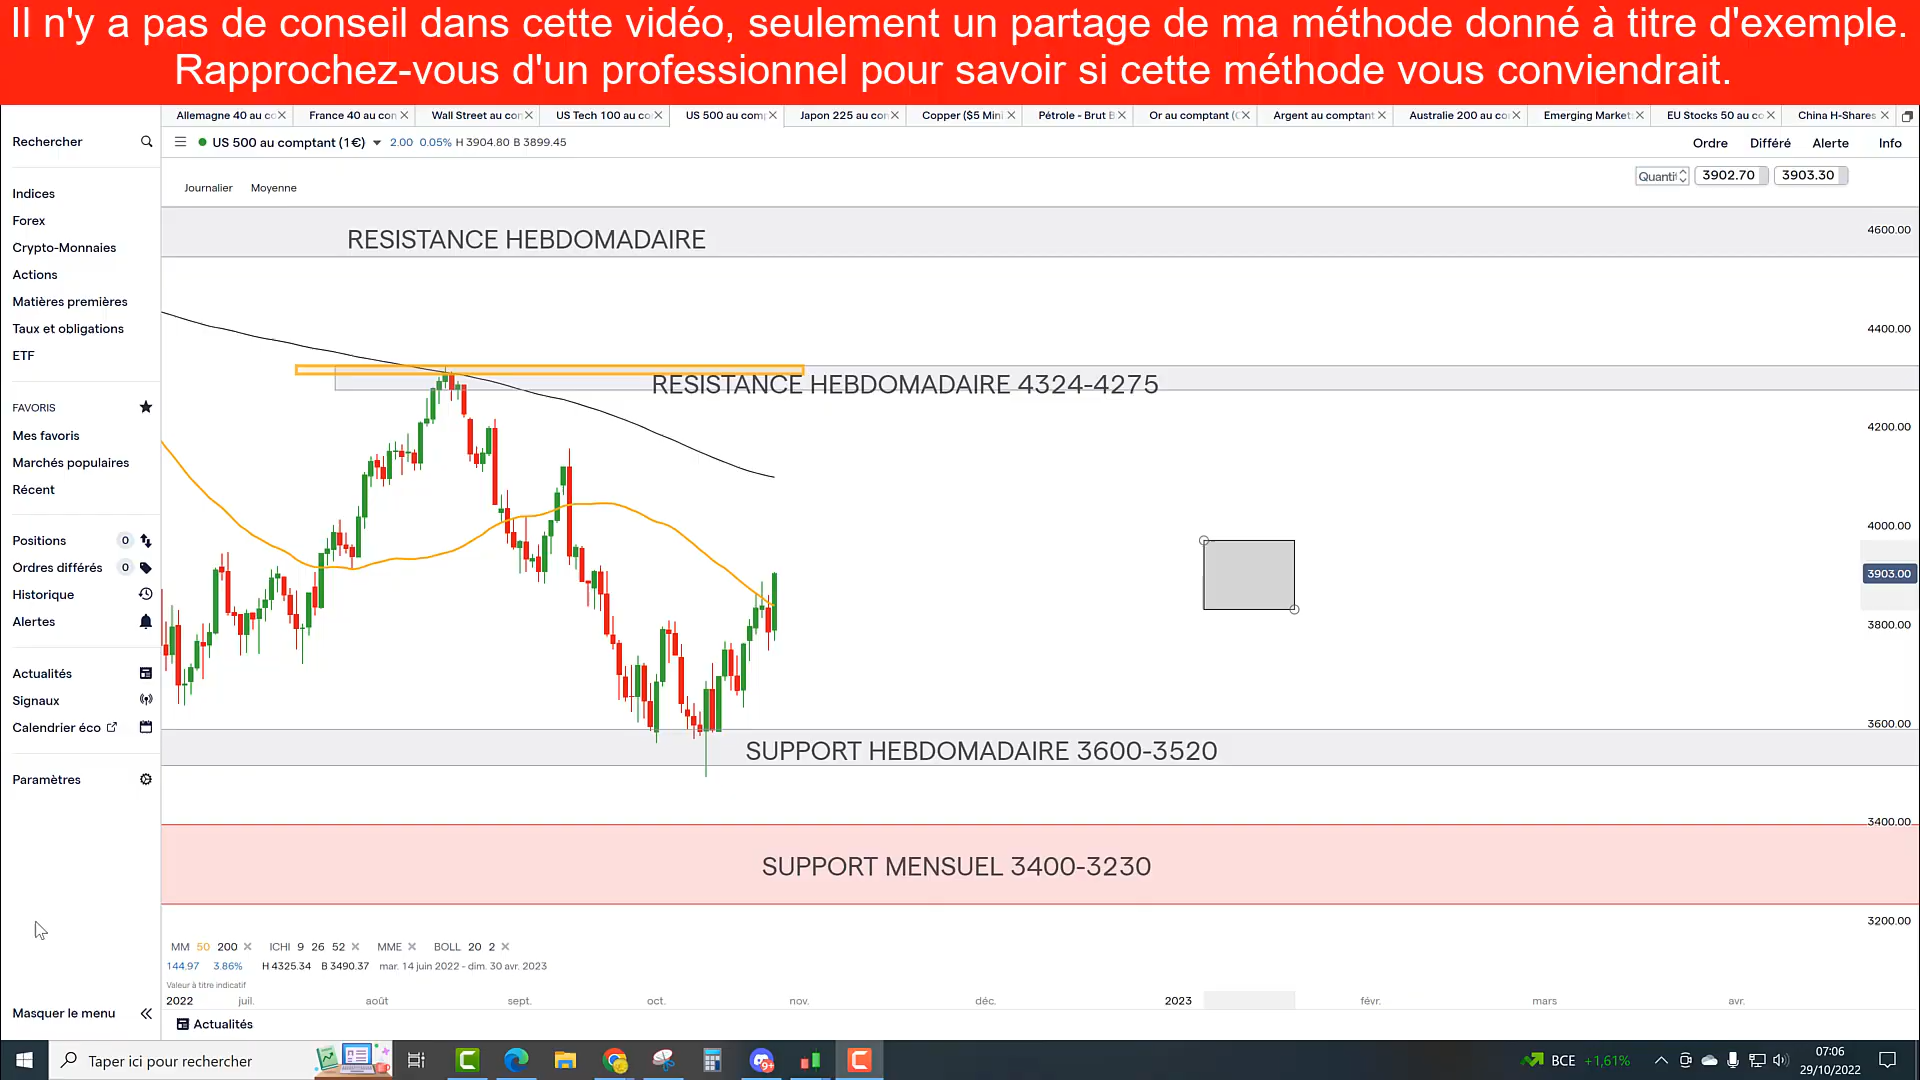 Il n'y a pas de conseil dans cette vidéo, seulement un partage de ma méthode donné à titre d'exemple.
Rapprochez-vous d'un professionnel pour savoir si cette méthode vous conviendrait.
Allemagne 40 au co France 40 au con Wall Street au con US Tech 100 au co US 500 au comp Japon 225 au con Copper ($5 Mini Pétrole - Brut B Or au comptant (C Argent au comptant Australie 200 au co Emerging Market EU Stocks 50 au co China H-Shares
Rechercher
US 500 au comptant (1€) 2.00 0.05% H 3904.80 B 3899.45
Ordre Différé Alerte Info
Journalier Moyenne
Quanti 3902.70 3903.30
Indices
Forex
Crypto-Monnaies
Actions
Matières premières
Taux et obligations
ETF
FAVORIS
Mes favoris
Marchés populaires
Récent
Positions 0
Ordres différés 0
Historique
Alertes
Actualités
Signaux
Calendrier éco
Paramètres
Masquer le menu
RESISTANCE HEBDOMADAIRE
RESISTANCE HEBDOMADAIRE 4324-4275
SUPPORT HEBDOMADAIRE 3600-3520
SUPPORT MENSUEL 3400-3230
4600.00
4400.00
4200.00
4000.00
3903.00
3800.00
3600.00
3400.00
3200.00
MM 50 200 ICHI 9 26 52 MME BOLL 20 2
144.97 3.86% H 4325.34 B 3490.37 mar. 14 juin 2022 - dim. 30 avr. 2023
Valeur à titre indicatif
2022 juil. août sept. oct. nov. déc. 2023 févr. mars avr.
Actualités
Taper ici pour rechercher
9+
BCE +1,61%
07:06
29/10/2022